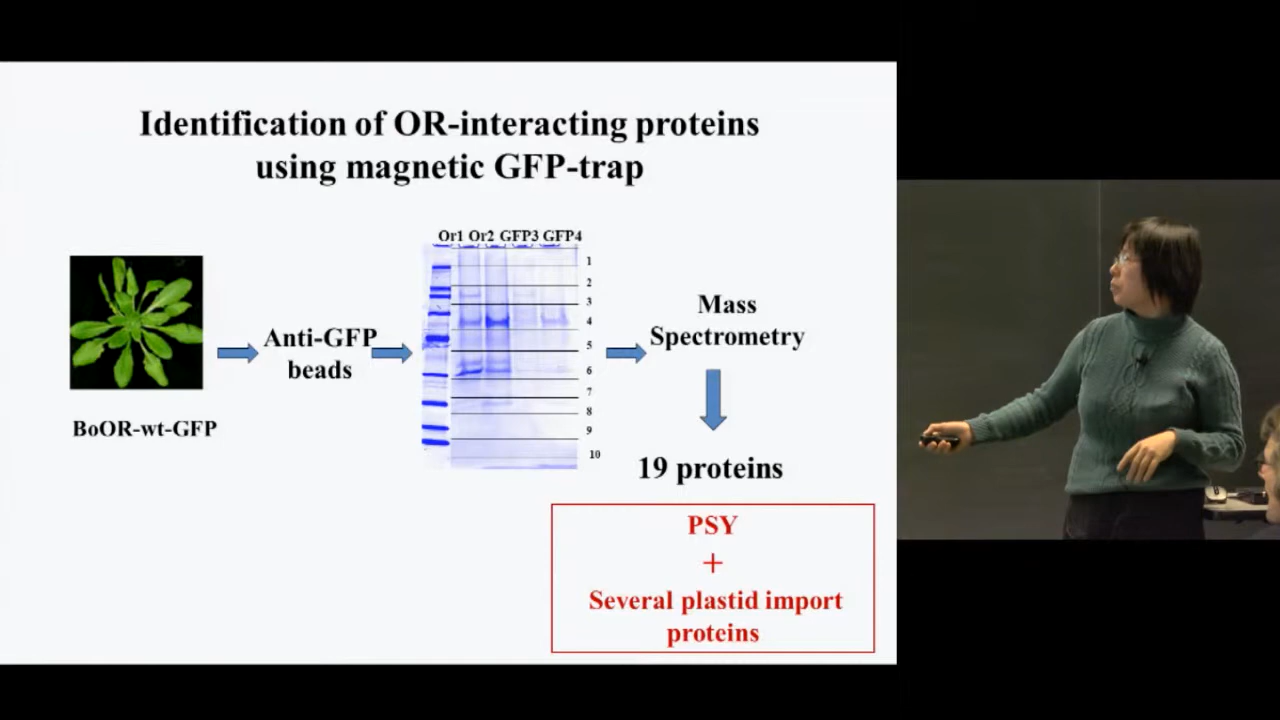 Identification of OR-interacting proteins
using magnetic GFP-trap
Or1 Or2 GFP3 GFP4
1
2
3
4
5
6
7
8
9
10
BoOR-wt-GFP
Anti-GFP
beads
Mass
Spectrometry
19 proteins
PSY
+
Several plastid import
proteins